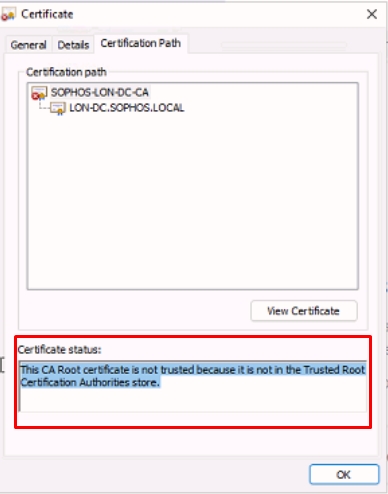 Certificate
General
Details
Certification Path
Certification path
SOPHOS-LON-DC-CA
LON-DC.SOPHOS.LOCAL
View Certificate
Certificate status:
This CA Root certificate is not trusted because it is not in the Trusted Root
Certification Authorities store.
OK